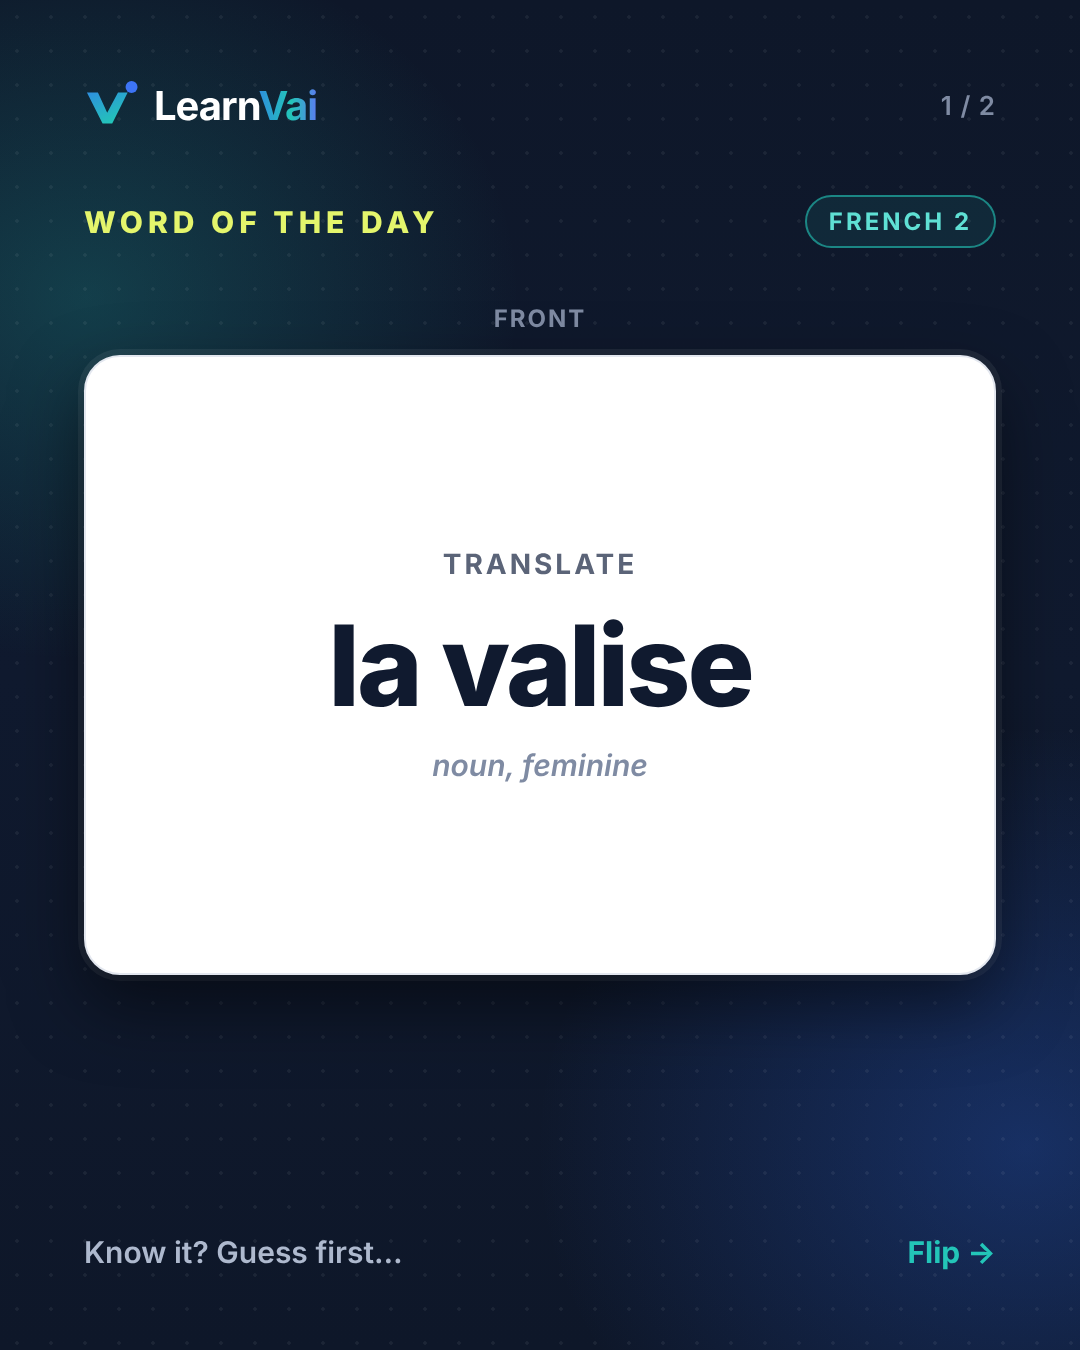 LearnVai
1 / 2
WORD OF THE DAY
FRENCH 2
FRONT
TRANSLATE
la valise
noun, feminine
Know it? Guess first...
Flip →